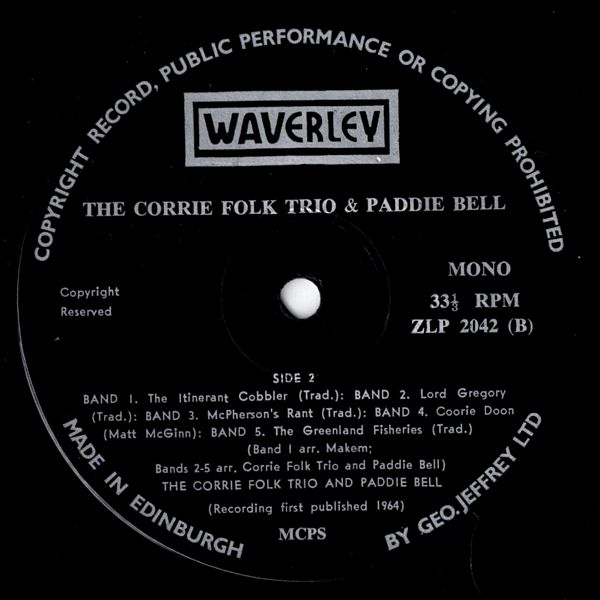 COPYRIGHT RECORD, PUBLIC PERFORMANCE OR COPYING PROHIBITED
WAVERLEY
THE CORRIE FOLK TRIO & PADDIE BELL
Copyright
Reserved
MONO
33⅓ RPM
ZLP 2042 (B)
SIDE 2
BAND 1. The Itinerant Cobbler (Trad.): BAND 2. Lord Gregory
(Trad.): BAND 3. McPherson's Rant (Trad.): BAND 4. Coorie Doon
(Matt McGinn): BAND 5. The Greenland Fisheries (Trad.)
(Band 1 arr. Makem;
Bands 2-5 arr. Corrie Folk Trio and Paddie Bell)
THE CORRIE FOLK TRIO AND PADDIE BELL
(Recording first published 1964)
MCPS
MADE IN EDINBURGH
BY GEO. JEFFREY LTD